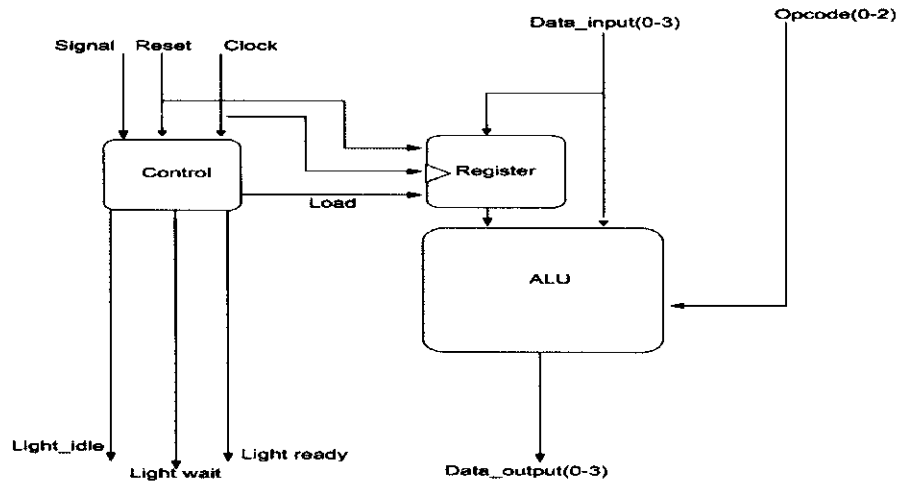 Data_input(0-3)
Opcode(0-2)
Signal
Reset
Clock
Control
Register
Load
ALU
Light_idle
Light wait
Light ready
Data_output(0-3)